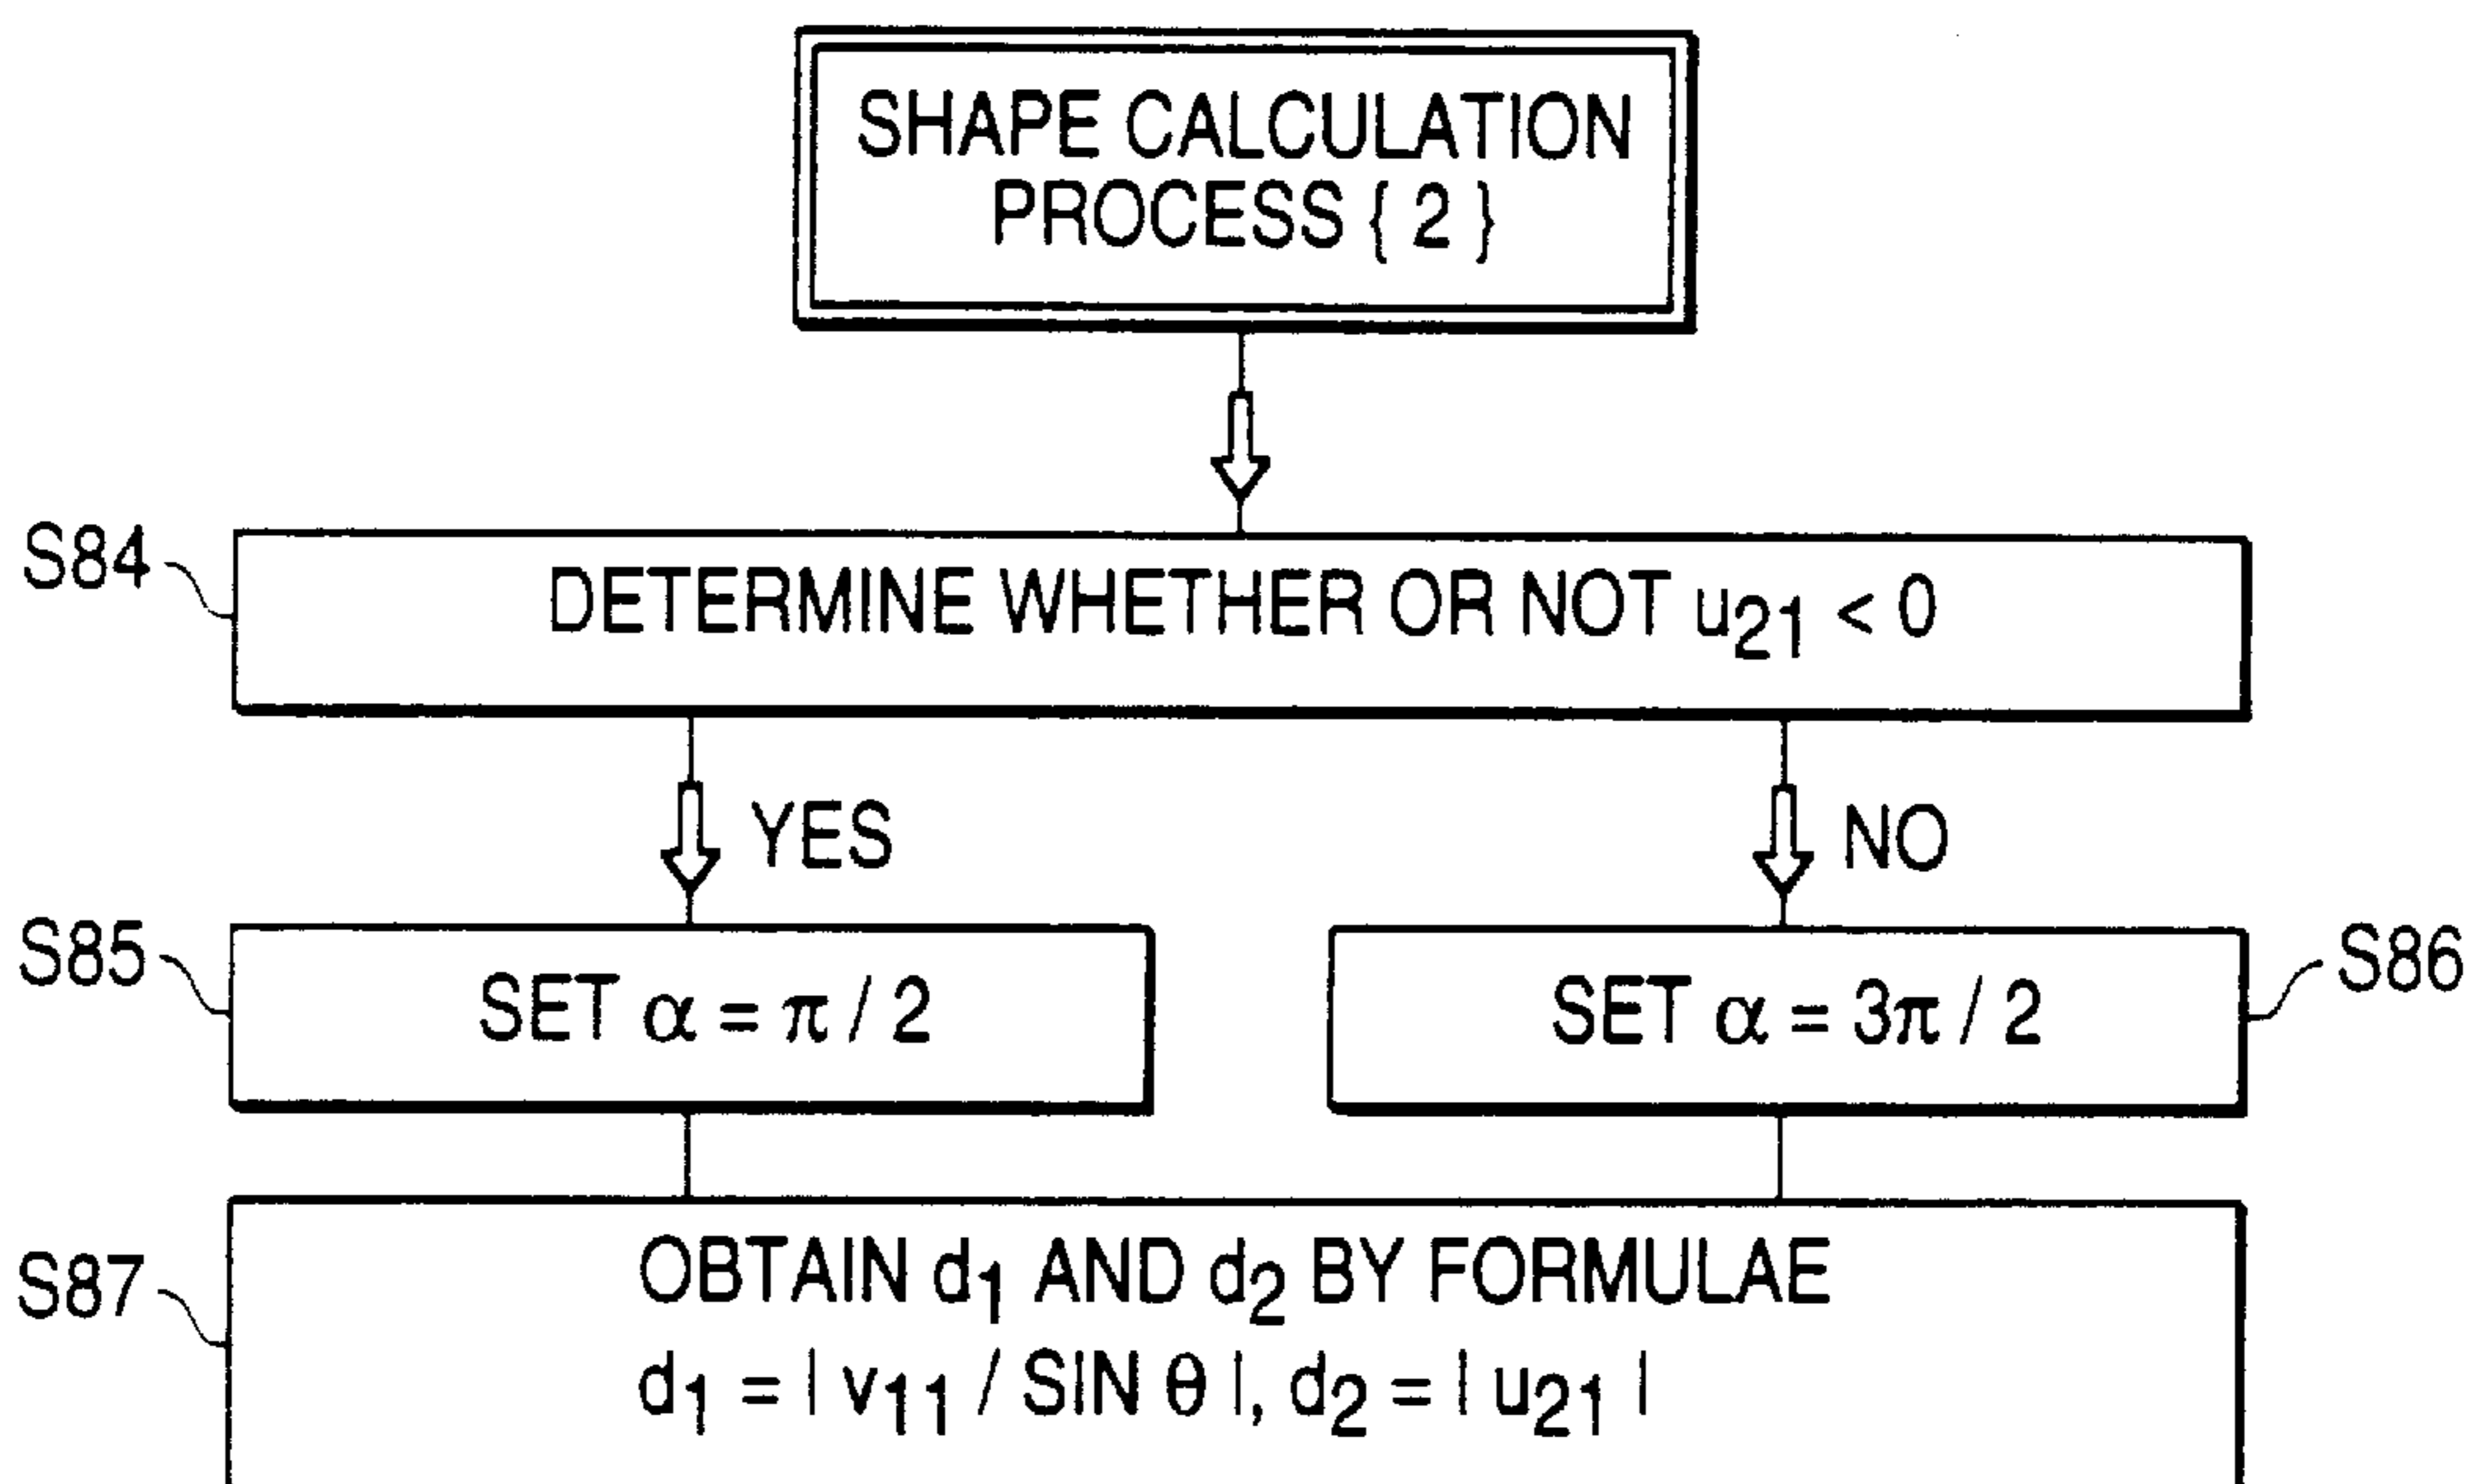 SHAPE CALCULATION
PROCESS { 2 }
S84
DETERMINE WHETHER OR NOT u21 < 0
YES
NO
S85
SET α = π / 2
SET α = 3π / 2
S86
S87
OBTAIN d1 AND d2 BY FORMULAE
d1 = | v11 / SIN θ |, d2 = | u21 |